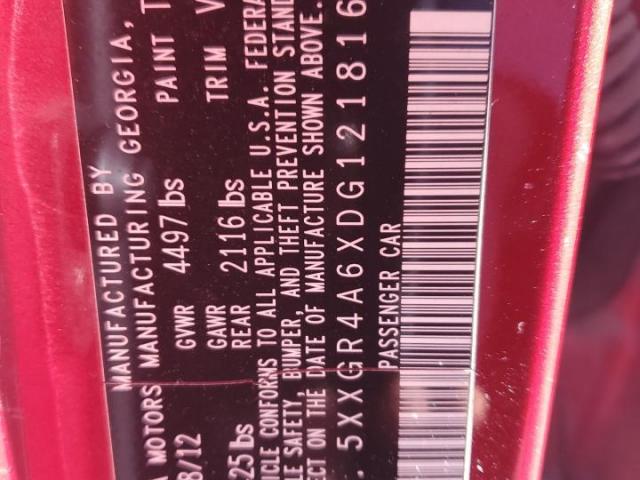 MANUFACTURED BY
A MOTORS MANUFACTURING GEORGIA,
8/12 GVWR 4497 lbs PAINT T
25 lbs GAWR REAR 2116 lbs TRIM V
HICLE CONFORMS TO ALL APPLICABLE U.S.A. FEDERA
LE SAFETY, BUMPER, AND THEFT PREVENTION STAND
ECT ON THE DATE OF MANUFACTURE SHOWN ABOVE.
. 5XXGR4A6XDG121816
PASSENGER CAR